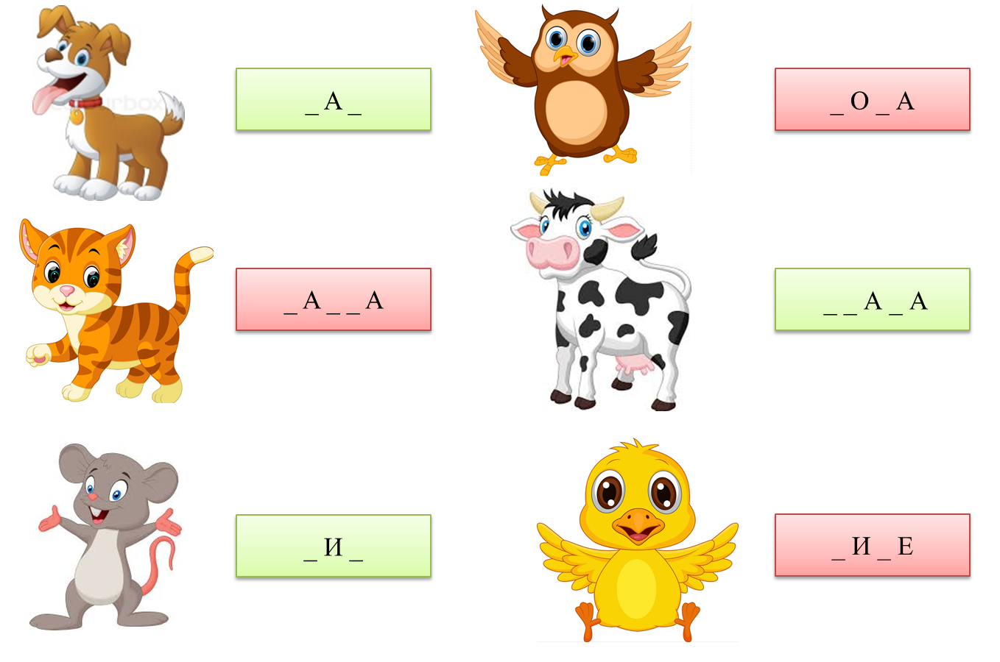 _ А _
_ О _ А
_ А _ _ А
_ _ А _ А
_ И _
_ И _ Е